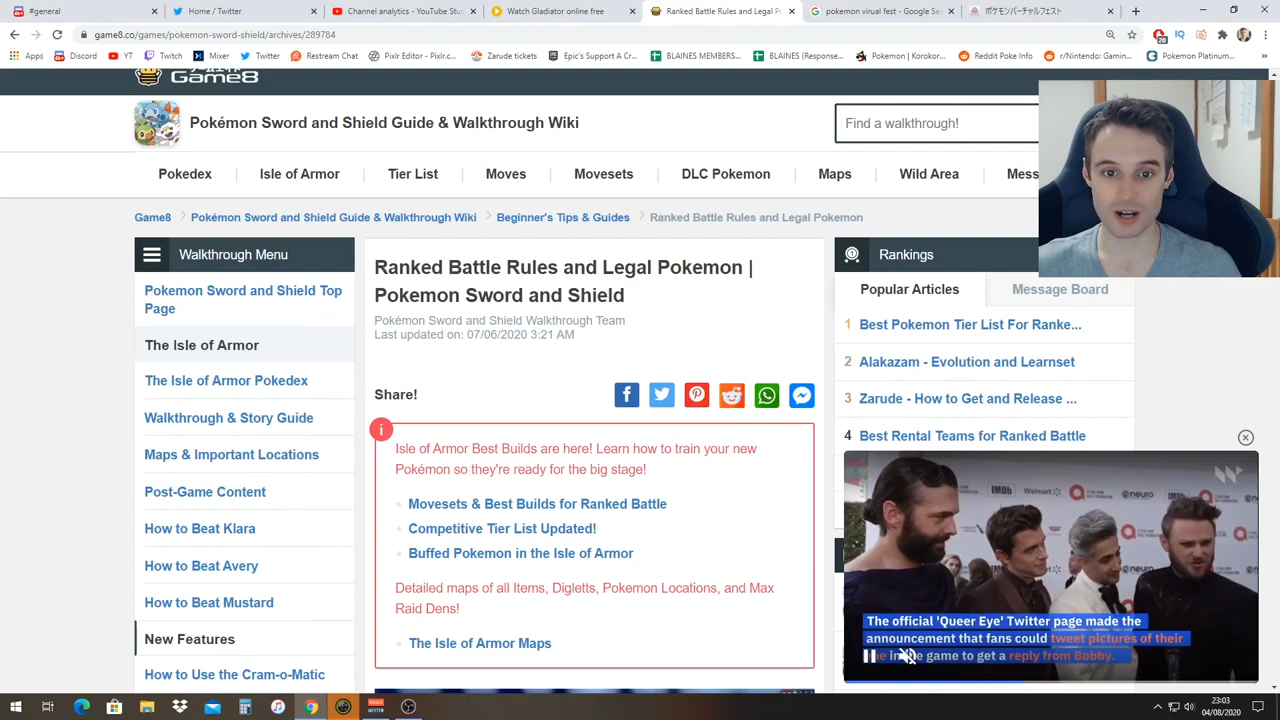 #general
Home / Twitter
Channel analytics - YouTube Stu
Watch Gladiator online free
Ranked Battle Rules and Legal P
pokemon virual fest - Google Se
ポケモンバーチャルフェスト
game8.co/games/pokemon-sword-shield/archives/289784
Apps
Discord
YT
Twitch
Mixer
Twitter
Restream Chat
Pixlr Editor - Pixlr.c...
Zarude tickets
Epic's Support A Cr...
BLAINES MEMBERS...
BLAINES (Response...
Pokemon | Korokor...
Reddit Poke Info
r/Nintendo: Gamin...
Pokemon Platinum...
Game8
Pokémon Sword and Shield Guide & Walkthrough Wiki
Find a walkthrough!
Pokedex
Isle of Armor
Tier List
Moves
Movesets
DLC Pokemon
Maps
Wild Area
Mess
Game8
Pokémon Sword and Shield Guide & Walkthrough Wiki
Beginner's Tips & Guides
Ranked Battle Rules and Legal Pokemon
Walkthrough Menu
Pokemon Sword and Shield Top
Page
The Isle of Armor
The Isle of Armor Pokedex
Walkthrough & Story Guide
Maps & Important Locations
Post-Game Content
How to Beat Klara
How to Beat Avery
How to Beat Mustard
New Features
How to Use the Cram-o-Matic
Ranked Battle Rules and Legal Pokemon |
Pokemon Sword and Shield
Pokémon Sword and Shield Walkthrough Team
Last updated on: 07/06/2020 3:21 AM
Share!
Isle of Armor Best Builds are here! Learn how to train your new
Pokémon so they're ready for the big stage!
Movesets & Best Builds for Ranked Battle
Competitive Tier List Updated!
Buffed Pokemon in the Isle of Armor
Detailed maps of all Items, Digletts, Pokemon Locations, and Max
Raid Dens!
The Isle of Armor Maps
Rankings
Popular Articles
Message Board
1 Best Pokemon Tier List For Ranke...
2 Alakazam - Evolution and Learnset
3 Zarude - How to Get and Release ...
4 Best Rental Teams for Ranked Battle
IMDb
Walmart
neuro
IMDb
neuro
The official 'Queer Eye' Twitter page made the
announcement that fans could tweet pictures of their
in game to get a reply from Bobby.
23:03
04/08/2020